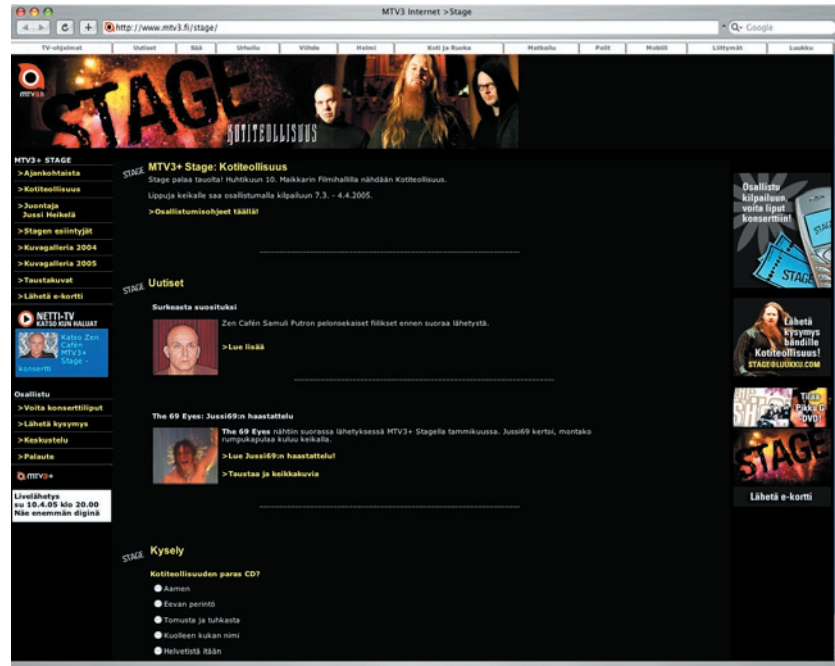 MTV3 Internet >Stage
http://www.mtv3.fi/stage/
Google
TV-ohjelmat
Uutiset
Sää
Urheilu
Viihde
Helmi
Koti ja Ruoka
Matkailu
Pelit
Mobiili
Liittymät
Luukku
mtv3
STAGE
KOTITEOLLISUUS
MTV3+ STAGE
>Ajankohtaista
>Kotiteollisuus
>Juontaja
Jussi Heikelä
>Stagen esiintyjät
>Kuvagalleria 2004
>Kuvagalleria 2005
>Taustakuvat
>Lähetä e-kortti
NETTI-TV
KATSO KUN HALUAT
Katso Zen
Cafén
MTV3+
Stage -
konsertti
Osallistu
>Voita konserttiliput
>Lähetä kysymys
>Keskustelu
>Palaute
mtv3+
Livelähetys
su 10.4.05 klo 20.00
Näe enemmän diginä
STAGE
MTV3+ Stage: Kotiteollisuus
Stage palaa tauolta! Huhtikuun 10. Maikkarin Filmihallilla nähdään Kotiteollisuus.
Lippuja keikalle saa osallistumalla kilpailuun 7.3. - 4.4.2005.
>Osallistumisohjeet täällä!
STAGE
Uutiset
Surkeasta suosituksi
Zen Cafén Samuli Putron pelonsekaiset fiilikset ennen suoraa lähetystä.
>Lue lisää
The 69 Eyes: Jussi69:n haastattelu
The 69 Eyes nähtiin suorassa lähetyksessä MTV3+ Stagella tammikuussa. Jussi69 kertoi, montako
rumpukapulaa kuluu keikalla.
>Lue Jussi69:n haastattelu!
>Taustaa ja keikkakuvia
STAGE
Kysely
Kotiteollisuuden paras CD?
Aamen
Eevan perintö
Tomusta ja tuhkasta
Kuolleen kukan nimi
Helvetistä itään
Osallistu
kilpailuun,
voita liput
konserttiin!
STAGE
Lähetä
kysymys
bändille
Kotiteollisuus!
STAGE@LUUKKU.COM
Tilaa
Pikku G
-DVD!
STAGE
Lähetä e-kortti